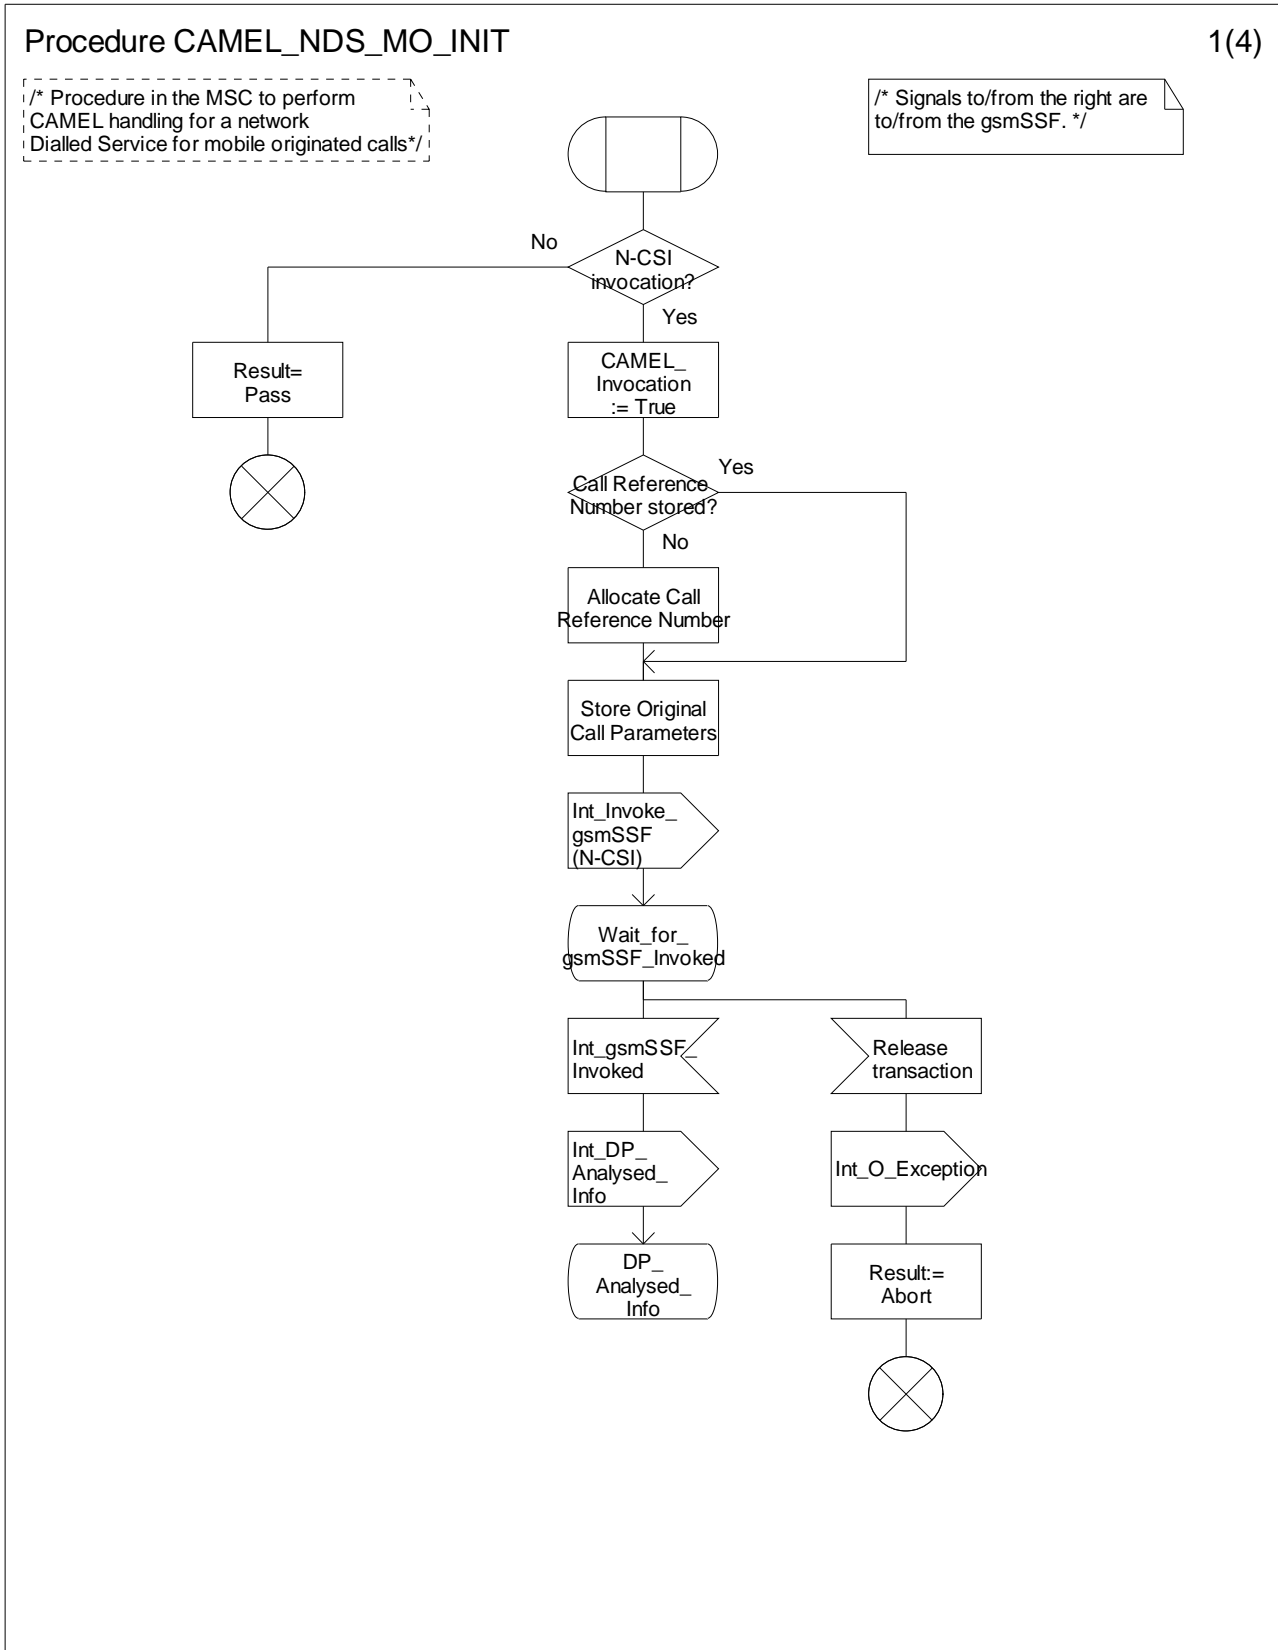 Procedure CAMEL_NDS_MO_INIT
1(4)
/* Procedure in the MSC to perform
CAMEL handling for a network
Dialled Service for mobile originated calls*/
/* Signals to/from the right are
to/from the gsmSSF. */
No
N-CSI
invocation?
Yes
Result=
Pass
CAMEL_
Invocation
:= True
Call Reference
Number stored?
Yes
No
Allocate Call
Reference Number
Store Original
Call Parameters
Int_Invoke_
gsmSSF
(N-CSI)
Wait_for_
gsmSSF_Invoked
Int_gsmSSF_
Invoked
Release
transaction
Int_DP_
Analysed_
Info
Int_O_Exception
DP_
Analysed_
Info
Result:=
Abort